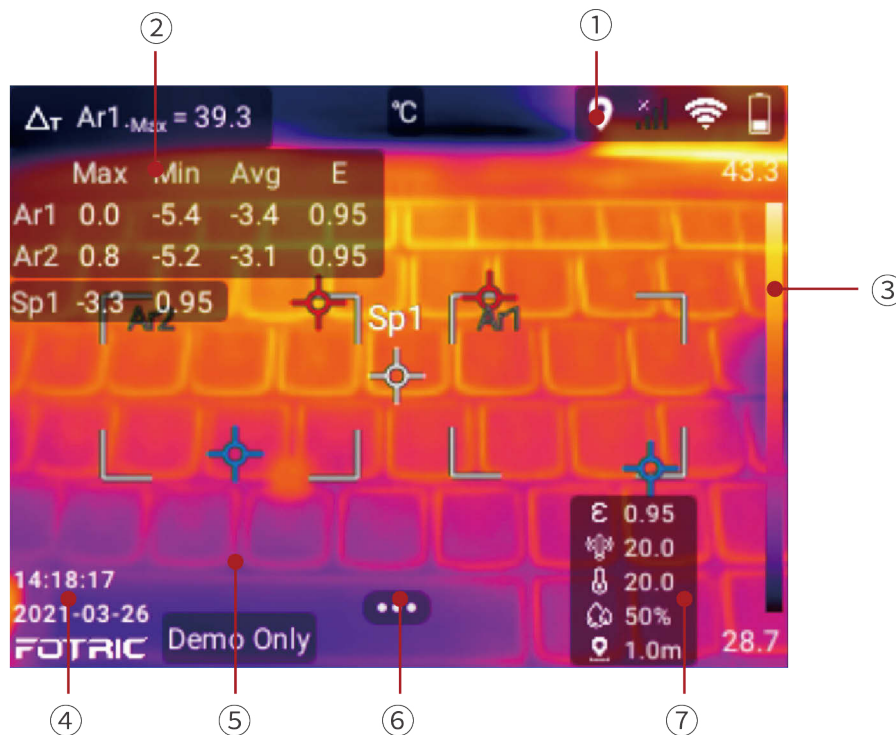 ② ①
ΔT Ar1-Max = 39.3 °C
43.3
Max Min Avg E
Ar1 0.0 -5.4 -3.4 0.95
Ar2 0.8 -5.2 -3.1 0.95
Sp1 -3.3 0.95
③
Ar2 Sp1 Ar1
ε 0.95
20.0
20.0
50%
1.0m
28.7
14:18:17
2021-03-26
FOTRIC Demo Only
④ ⑤ ⑥ ⑦